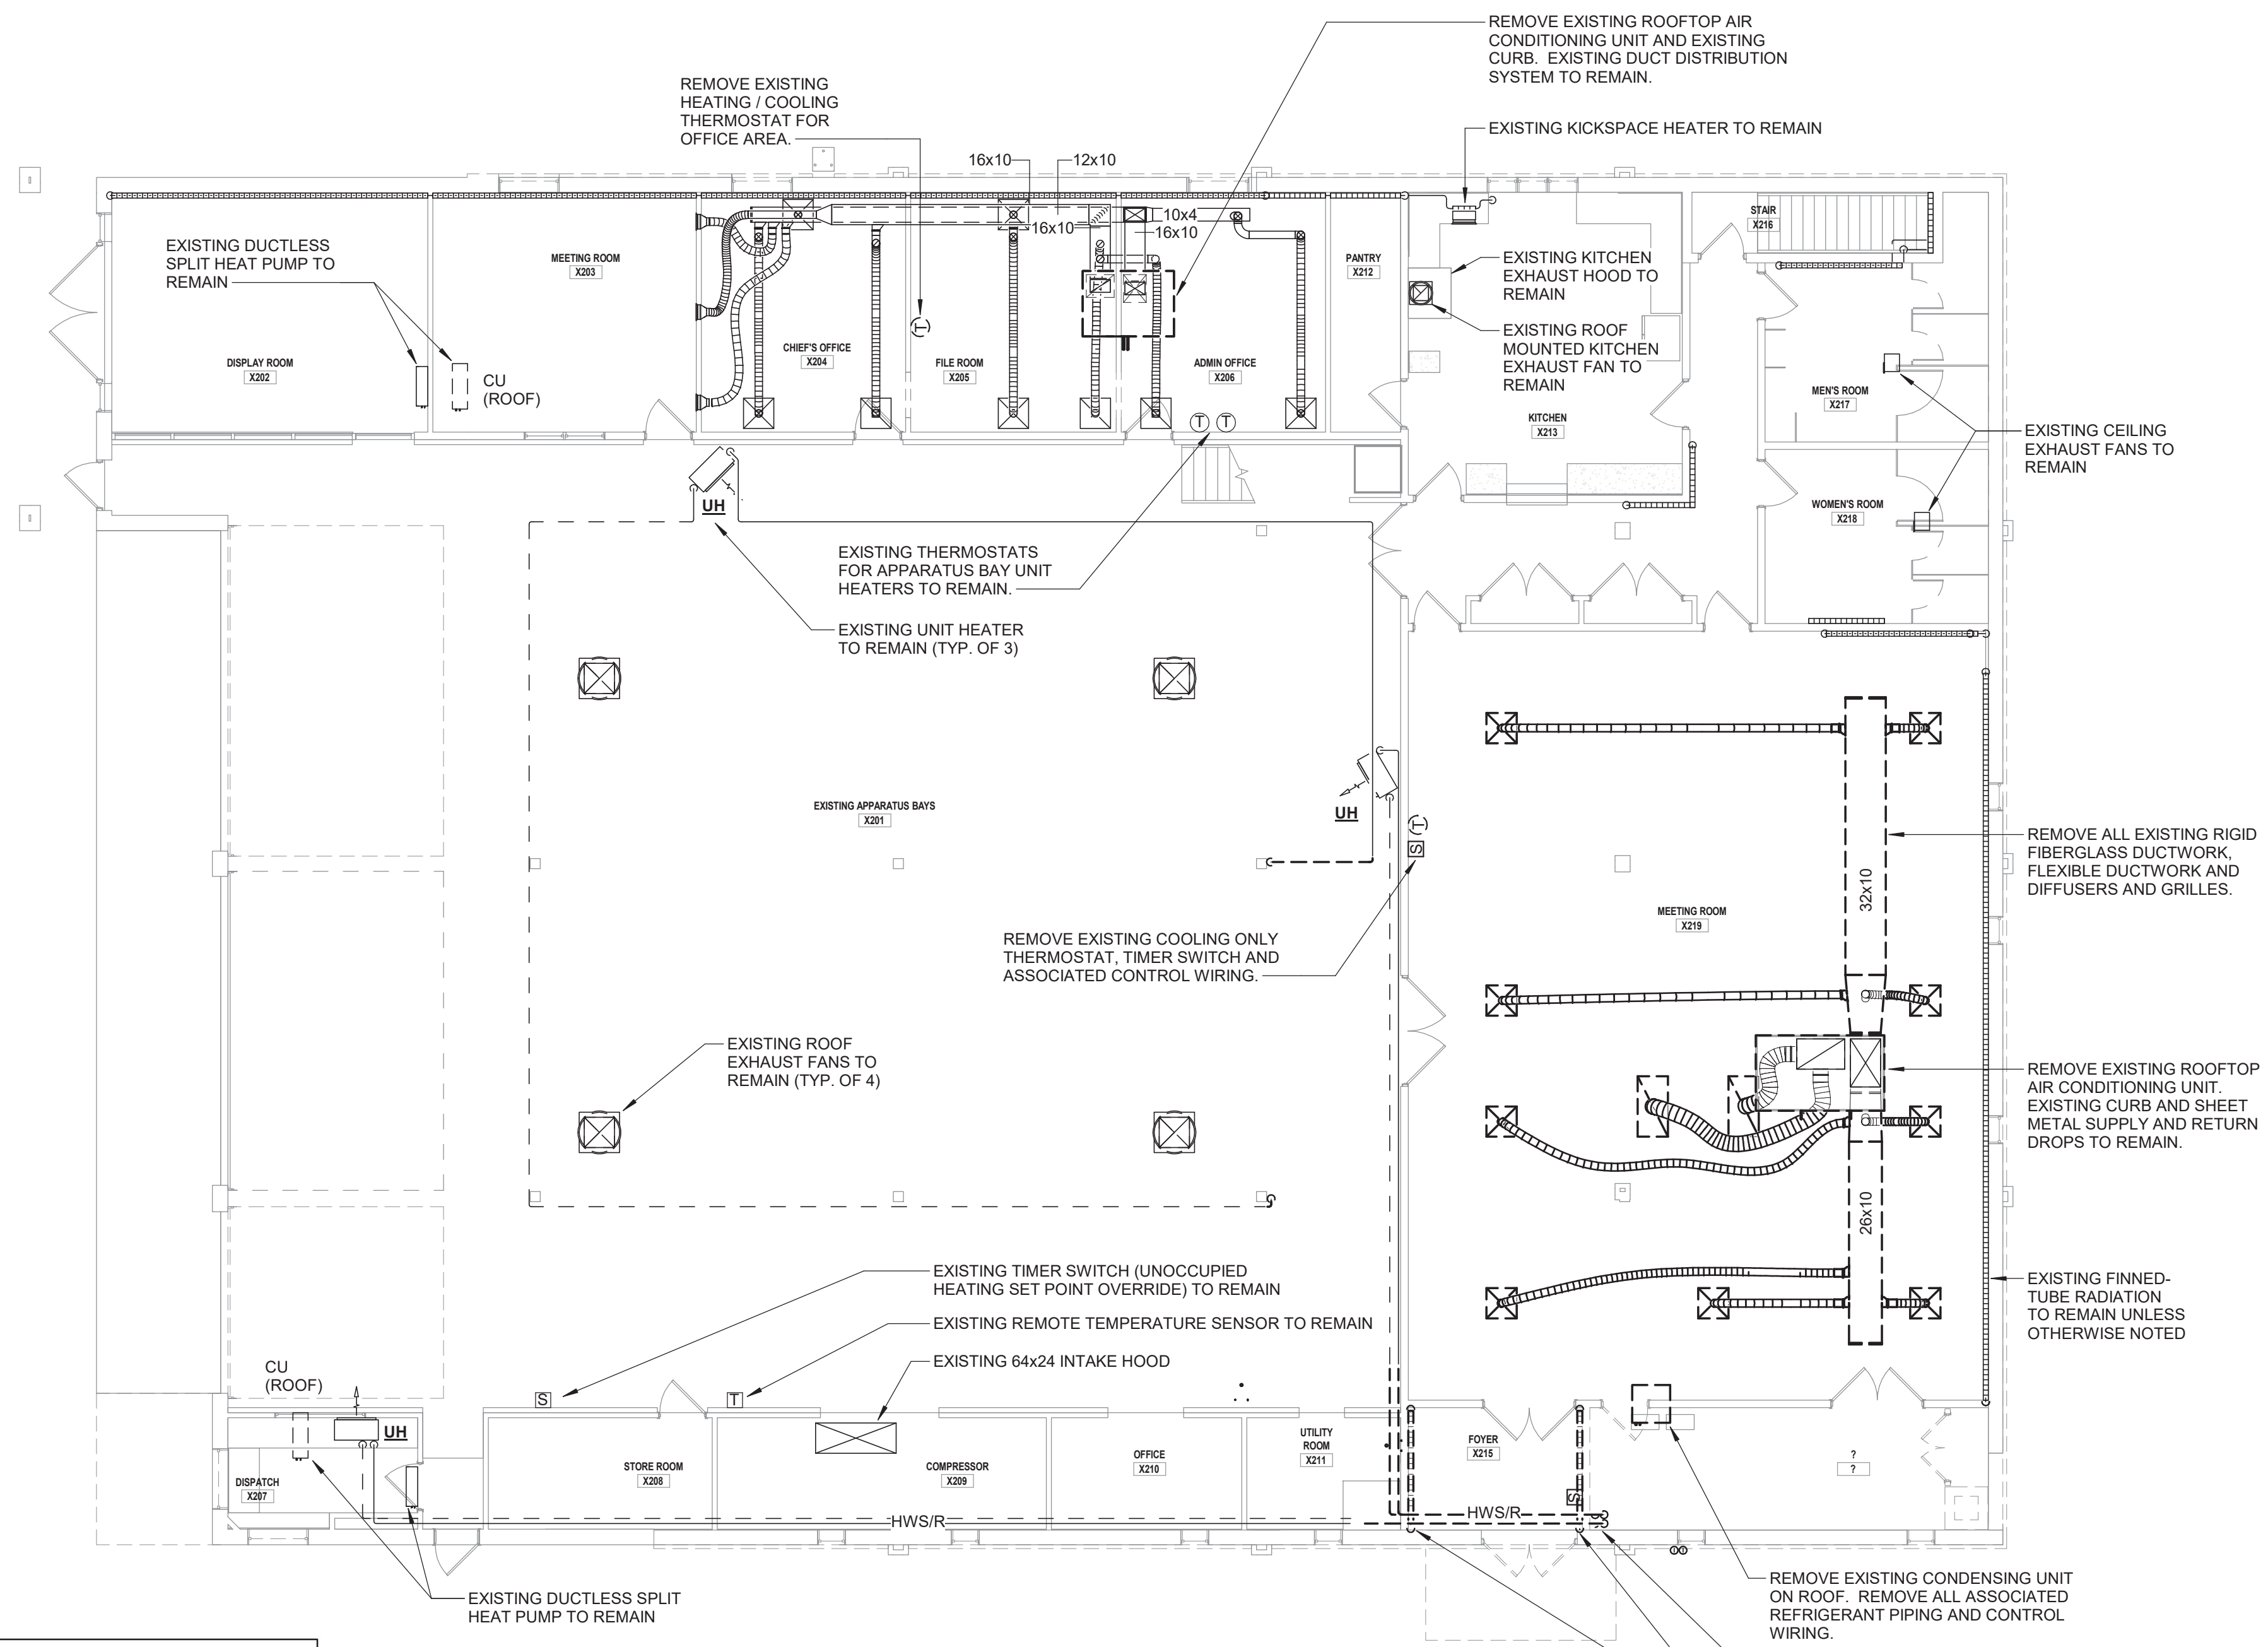 REMOVE EXISTING ROOFTOP AIR
CONDITIONING UNIT AND EXISTING
CURB. EXISTING DUCT DISTRIBUTION
SYSTEM TO REMAIN.
REMOVE EXISTING
HEATING / COOLING
THERMOSTAT FOR
OFFICE AREA.
EXISTING KICKSPACE HEATER TO REMAIN
16x10
12x10
10x4
16x10
16x10
STAIR
X216
EXISTING DUCTLESS
SPLIT HEAT PUMP TO
REMAIN
MEETING ROOM
X203
PANTRY
X212
EXISTING KITCHEN
EXHAUST HOOD TO
REMAIN
EXISTING ROOF
MOUNTED KITCHEN
EXHAUST FAN TO
REMAIN
T
DISPLAY ROOM
X202
CU
(ROOF)
CHIEF'S OFFICE
X204
FILE ROOM
X205
ADMIN OFFICE
X206
T
T
KITCHEN
X213
MEN'S ROOM
X217
EXISTING CEILING
EXHAUST FANS TO
REMAIN
WOMEN'S ROOM
X218
UH
EXISTING THERMOSTATS
FOR APPARATUS BAY UNIT
HEATERS TO REMAIN.
EXISTING UNIT HEATER
TO REMAIN (TYP. OF 3)
EXISTING APPARATUS BAYS
X201
UH
T
S
REMOVE ALL EXISTING RIGID
FIBERGLASS DUCTWORK,
FLEXIBLE DUCTWORK AND
DIFFUSERS AND GRILLES.
32x10
MEETING ROOM
X219
REMOVE EXISTING COOLING ONLY
THERMOSTAT, TIMER SWITCH AND
ASSOCIATED CONTROL WIRING.
EXISTING ROOF
EXHAUST FANS TO
REMAIN (TYP. OF 4)
REMOVE EXISTING ROOFTOP
AIR CONDITIONING UNIT.
EXISTING CURB AND SHEET
METAL SUPPLY AND RETURN
DROPS TO REMAIN.
26x10
EXISTING TIMER SWITCH (UNOCCUPIED
HEATING SET POINT OVERRIDE) TO REMAIN
EXISTING REMOTE TEMPERATURE SENSOR TO REMAIN
EXISTING 64x24 INTAKE HOOD
EXISTING FINNED-
TUBE RADIATION
TO REMAIN UNLESS
OTHERWISE NOTED
CU
(ROOF)
S
T
UH
DISPATCH
X207
STORE ROOM
X208
COMPRESSOR
X209
OFFICE
X210
UTILITY
ROOM
X211
FOYER
X215
?
?
S
HWS/R
HWS/R
EXISTING DUCTLESS SPLIT
HEAT PUMP TO REMAIN
REMOVE EXISTING CONDENSING UNIT
ON ROOF. REMOVE ALL ASSOCIATED
REFRIGERANT PIPING AND CONTROL
WIRING.